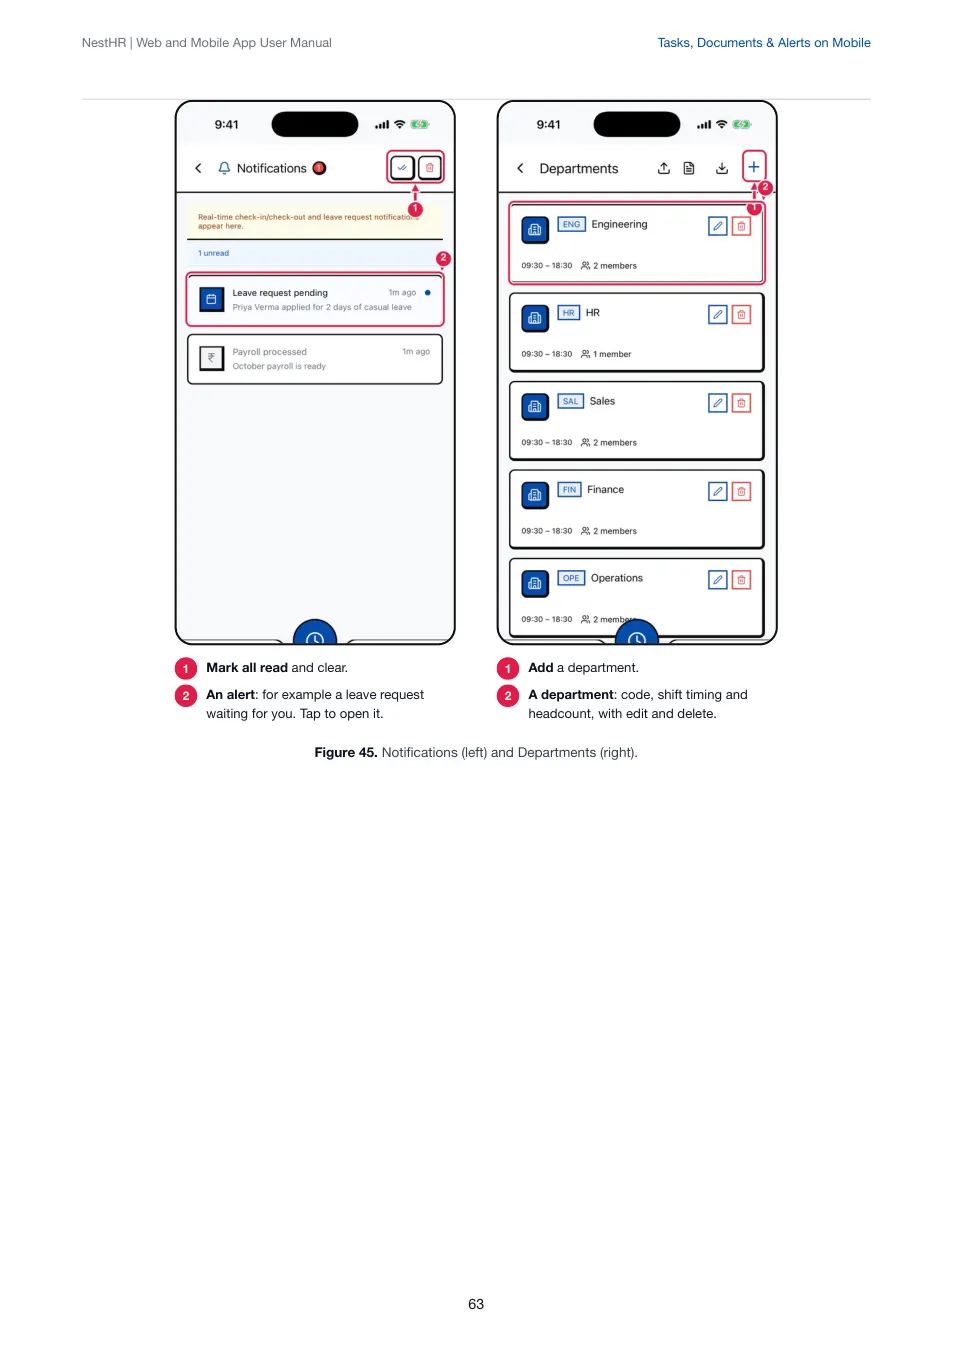 NestHR | Web and Mobile App User Manual
Tasks, Documents & Alerts on Mobile
9:41
Notifications 1
1
Real-time check-in/check-out and leave request notifications
appear here.
1 unread
2
Leave request pending 1m ago
Priya Verma applied for 2 days of casual leave
₹ Payroll processed 1m ago
October payroll is ready
9:41
Departments
2
1
ENG Engineering
09:30 – 18:30 2 members
HR HR
09:30 – 18:30 1 member
SAL Sales
09:30 – 18:30 2 members
FIN Finance
09:30 – 18:30 2 members
OPE Operations
09:30 – 18:30 2 members
1 Mark all read and clear.
2 An alert: for example a leave request
waiting for you. Tap to open it.
1 Add a department.
2 A department: code, shift timing and
headcount, with edit and delete.
Figure 45. Notifications (left) and Departments (right).
63